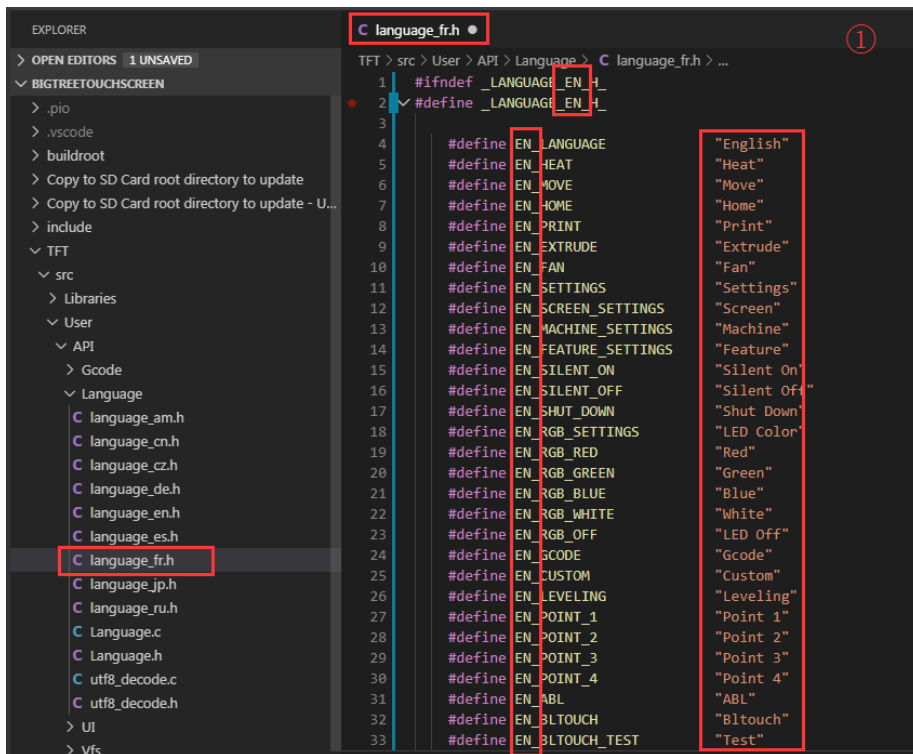 EXPLORER
> OPEN EDITORS 1 UNSAVED
BIGTREETOUCHSCREEN
> .pio
> .vscode
> buildroot
> Copy to SD Card root directory to update
> Copy to SD Card root directory to update - U...
> include
TFT
src
> Libraries
User
API
> Gcode
Language
C language_am.h
C language_cn.h
C language_cz.h
C language_de.h
C language_en.h
C language_es.h
C language_fr.h
C language_jp.h
C language_ru.h
C Language.c
C Language.h
C utf8_decode.c
C utf8_decode.h
> UI
> Vfs
C language_fr.h ●
①
TFT > src > User > API > Language > C language_fr.h > ...
1 #ifndef _LANGUAGE_EN_H_
2 #define _LANGUAGE_EN_H_
3
4 #define EN_LANGUAGE "English"
5 #define EN_HEAT "Heat"
6 #define EN_MOVE "Move"
7 #define EN_HOME "Home"
8 #define EN_PRINT "Print"
9 #define EN_EXTRUDE "Extrude"
10 #define EN_FAN "Fan"
11 #define EN_SETTINGS "Settings"
12 #define EN_SCREEN_SETTINGS "Screen"
13 #define EN_MACHINE_SETTINGS "Machine"
14 #define EN_FEATURE_SETTINGS "Feature"
15 #define EN_SILENT_ON "Silent On"
16 #define EN_SILENT_OFF "Silent Off"
17 #define EN_SHUT_DOWN "Shut Down"
18 #define EN_RGB_SETTINGS "LED Color"
19 #define EN_RGB_RED "Red"
20 #define EN_RGB_GREEN "Green"
21 #define EN_RGB_BLUE "Blue"
22 #define EN_RGB_WHITE "White"
23 #define EN_RGB_OFF "LED Off"
24 #define EN_GCODE "Gcode"
25 #define EN_CUSTOM "Custom"
26 #define EN_LEVELING "Leveling"
27 #define EN_POINT_1 "Point 1"
28 #define EN_POINT_2 "Point 2"
29 #define EN_POINT_3 "Point 3"
30 #define EN_POINT_4 "Point 4"
31 #define EN_ABL "ABL"
32 #define EN_BLTOUCH "Bltouch"
33 #define EN_BLTOUCH_TEST "Test"